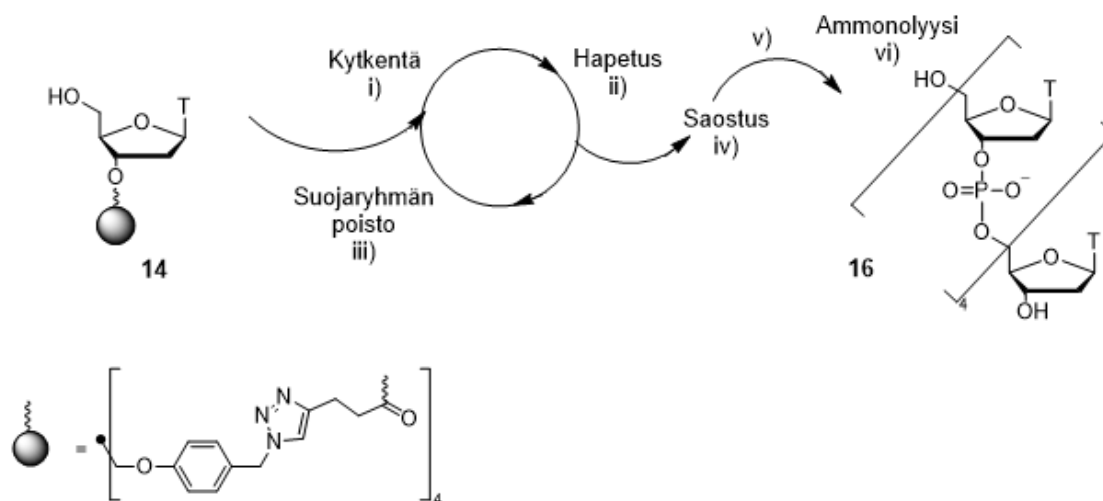 Kytkentä
i)
Hapetus
ii)
v)
Ammonolyysi
vi)
Saostus
iv)
Suojaryhmän
poisto
iii)
HO
O
T
O
14
HO
O
T
O
O=P–O⁻
O
O
T
OH
4
16
=
O
N
N
N
O
4